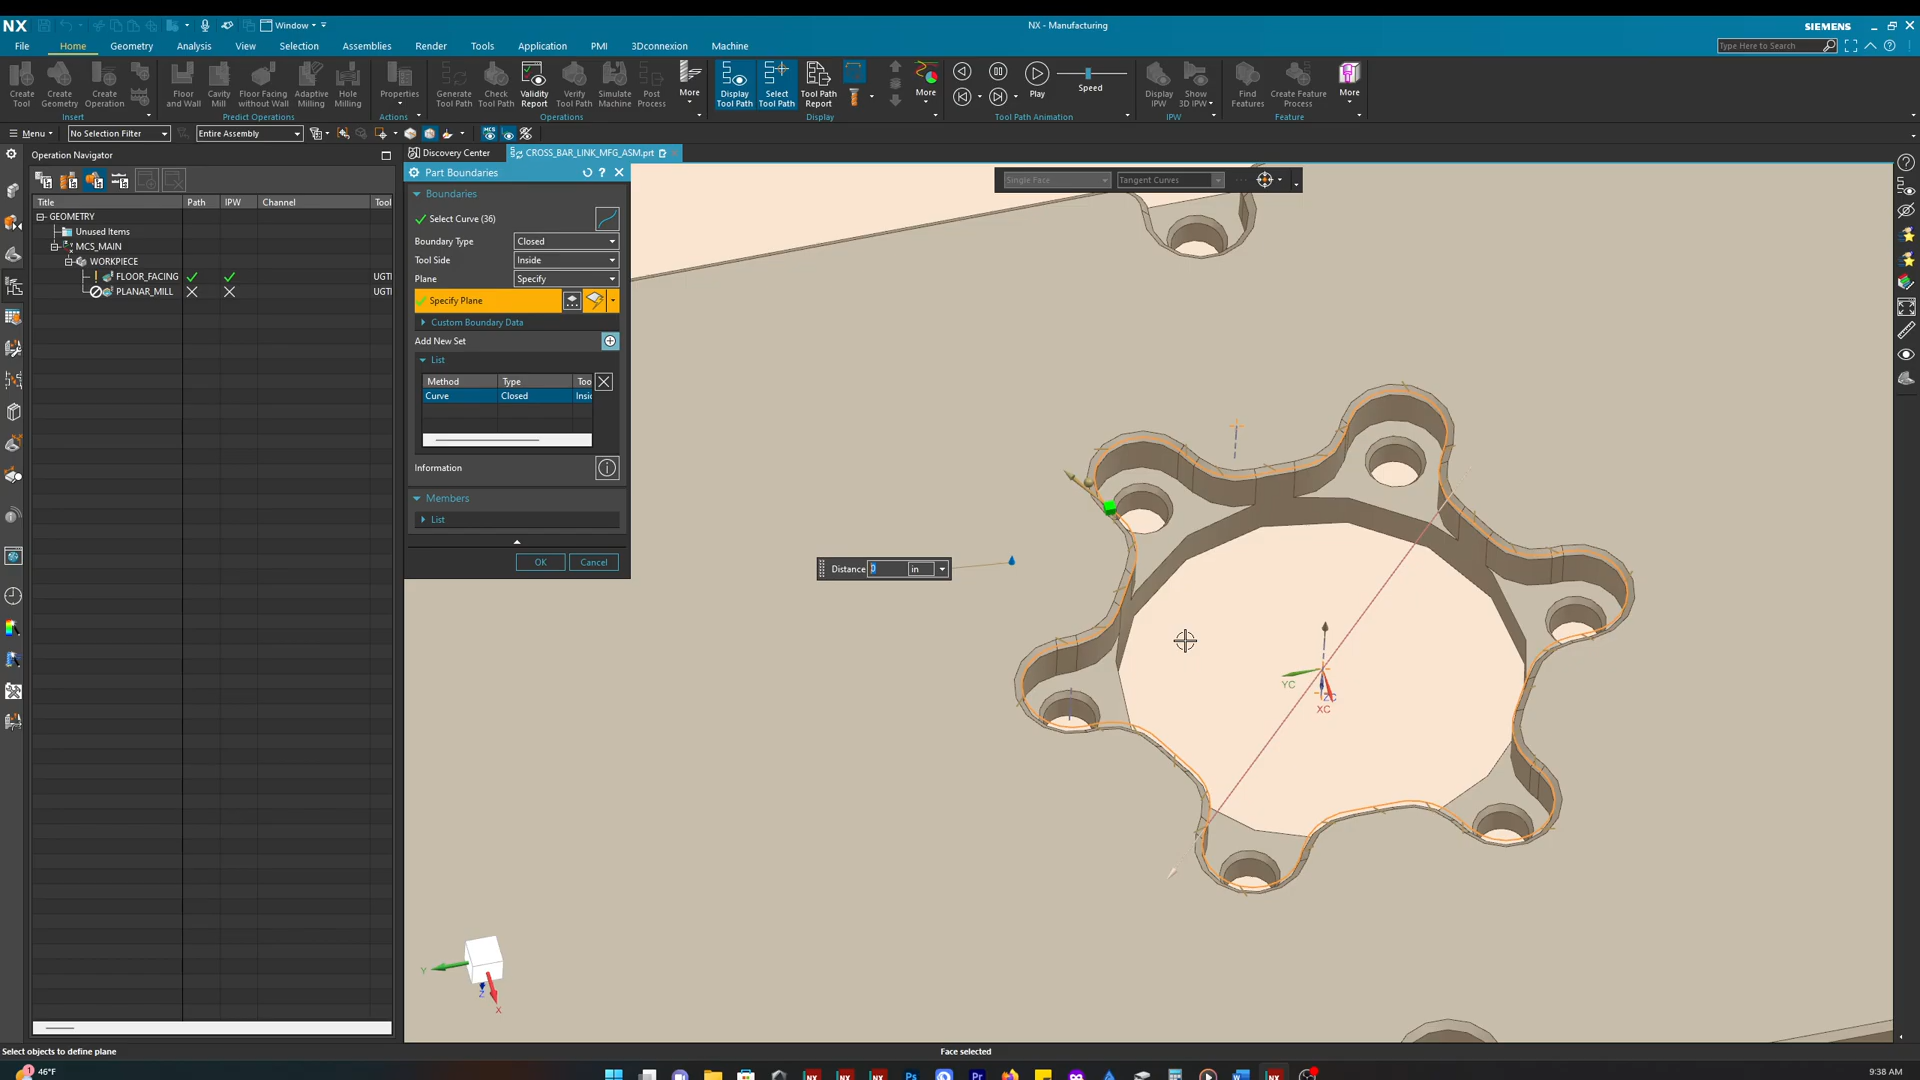 NX
Window
NX - Manufacturing
SIEMENS
File Home Geometry Analysis View Selection Assemblies Render Tools Application PMI 3Dconnexion Machine
Type Here to Search
Create Tool
Create Geometry
Create Operation
Insert
Floor and Wall
Cavity Mill
Floor Facing without Wall
Adaptive Milling
Hole Milling
Predict Operations
Properties
Actions
Generate Tool Path
Check Tool Path
Validity Report
Verify Tool Path
Simulate Machine
Post Process
More
Operations
Display Tool Path
Select Tool Path
Tool Path Report
More
Display
Play
Speed
Tool Path Animation
Display IPW
Show 3D IPW
IPW
Find Features
Create Feature Process
More
Feature
Menu
No Selection Filter
Entire Assembly
Operation Navigator
Title Path IPW Channel Tool
GEOMETRY
Unused Items
MCS_MAIN
WORKPIECE
FLOOR_FACING UGTI
PLANAR_MILL UGTI
Discovery Center
CROSS_BAR_LINK_MFG_ASM.prt
Part Boundaries
Boundaries
Select Curve (36)
Boundary Type Closed
Tool Side Inside
Plane Specify
Specify Plane
Custom Boundary Data
Add New Set
List
Method Type Too
Curve Closed Insid
Information
Members
List
OK Cancel
Single Face
Tangent Curves
Distance 0 in
YC
ZC
XC
Y
Z
X
Select objects to define plane
Face selected
1
46°F
9:38 AM